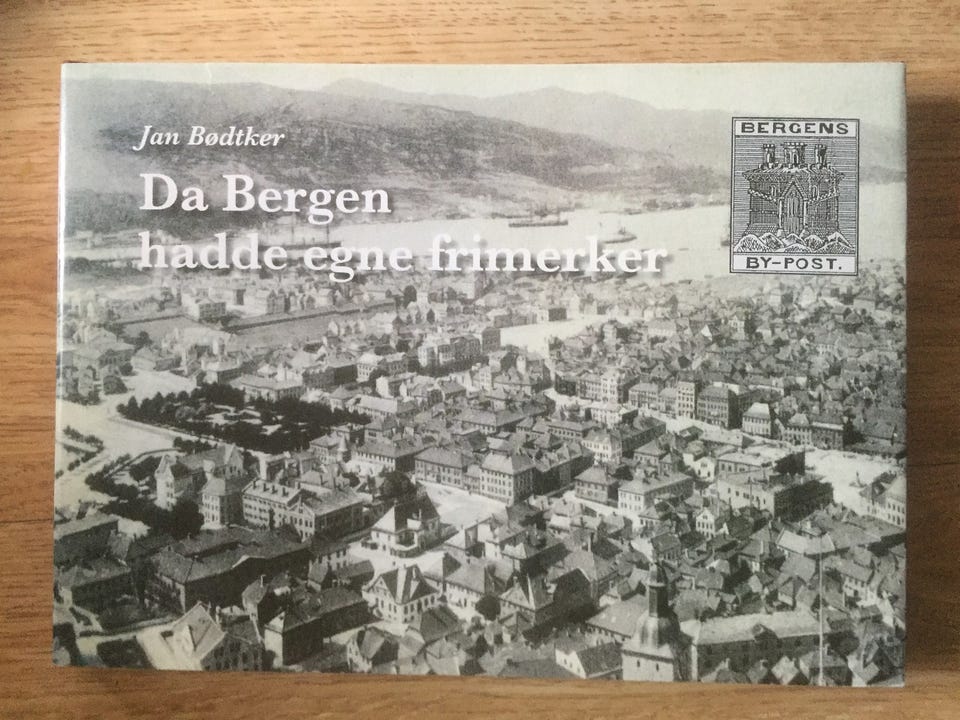 Jan Bødtker
Da Bergen
hadde egne frimerker
BERGENS
BY-POST.